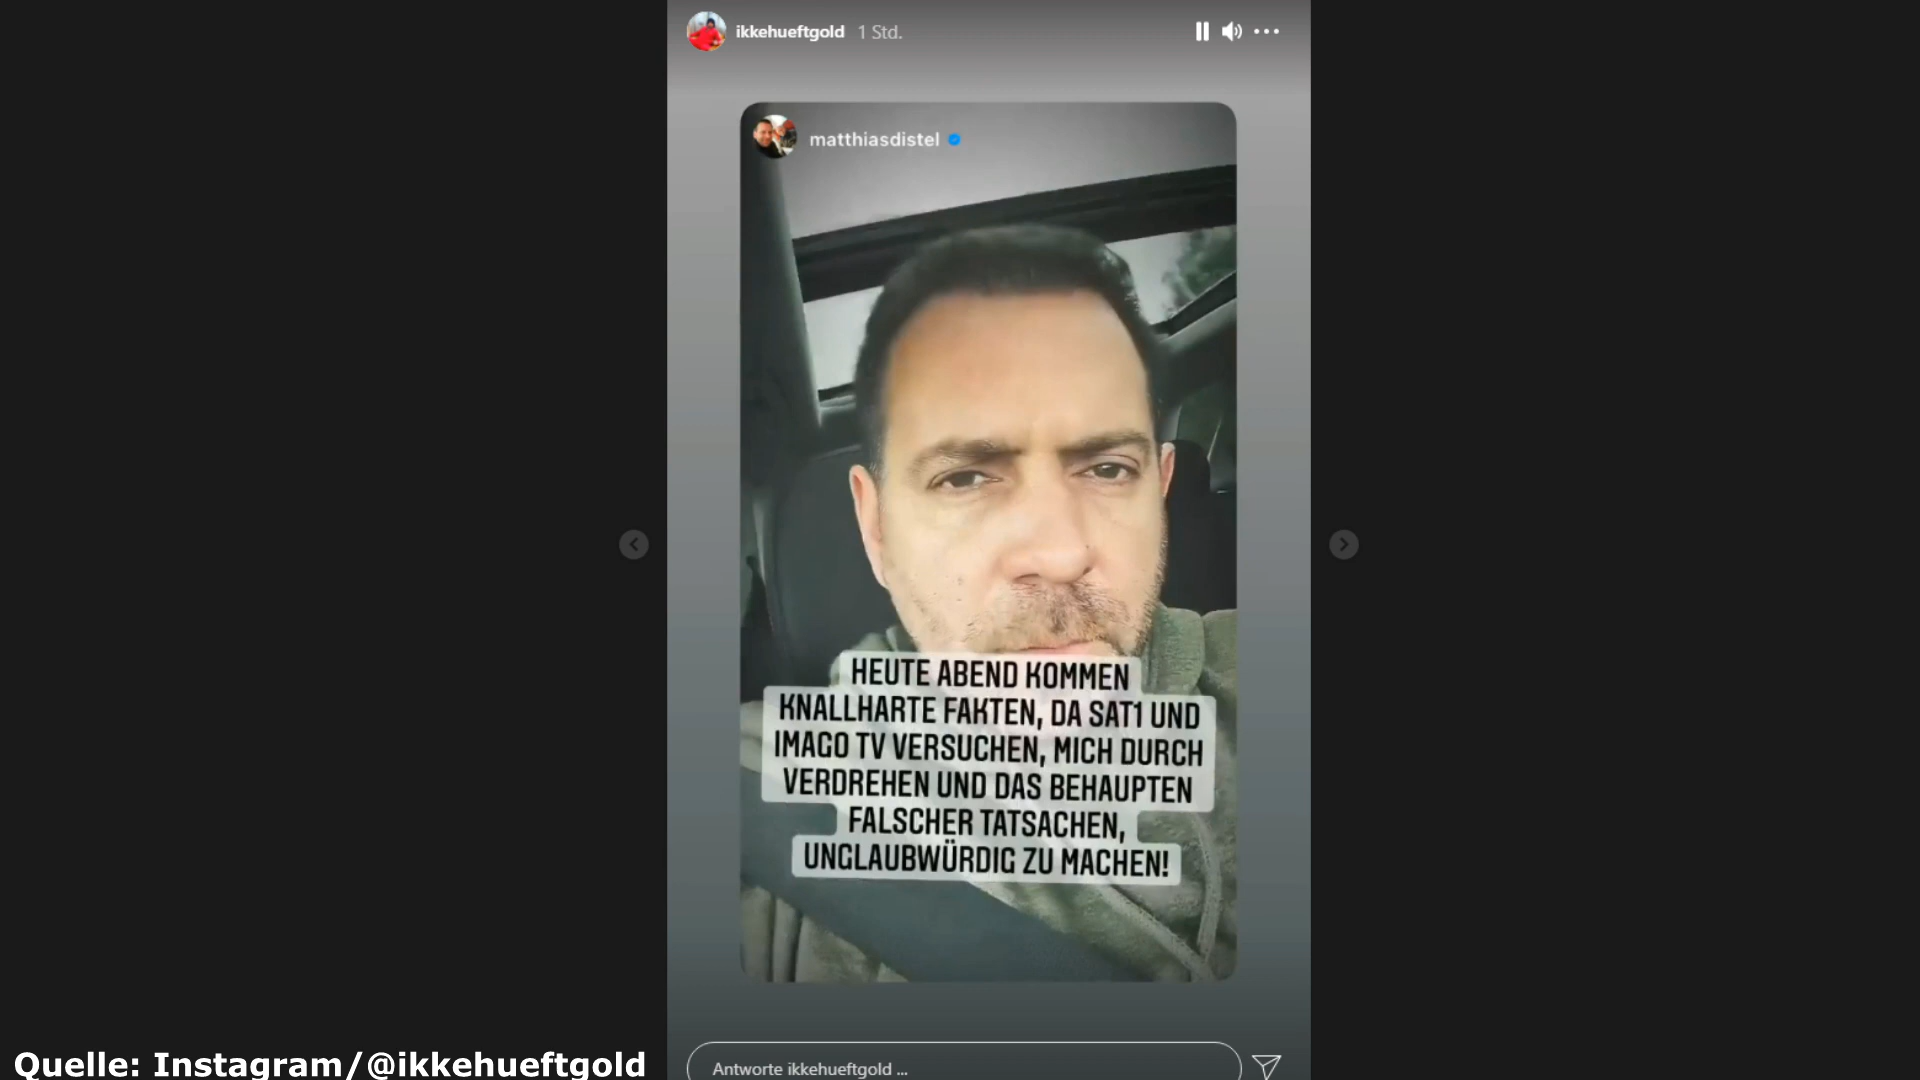 ikkehueftgold 1 Std.
matthiasdistel
HEUTE ABEND KOMMEN
KNALLHARTE FAKTEN, DA SAT1 UND
IMAGO TV VERSUCHEN, MICH DURCH
VERDREHEN UND DAS BEHAUPTEN
FALSCHER TATSACHEN,
UNGLAUBWÜRDIG ZU MACHEN!
Antworte ikkehueftgold ...
Quelle: Instagram/@ikkehueftgold